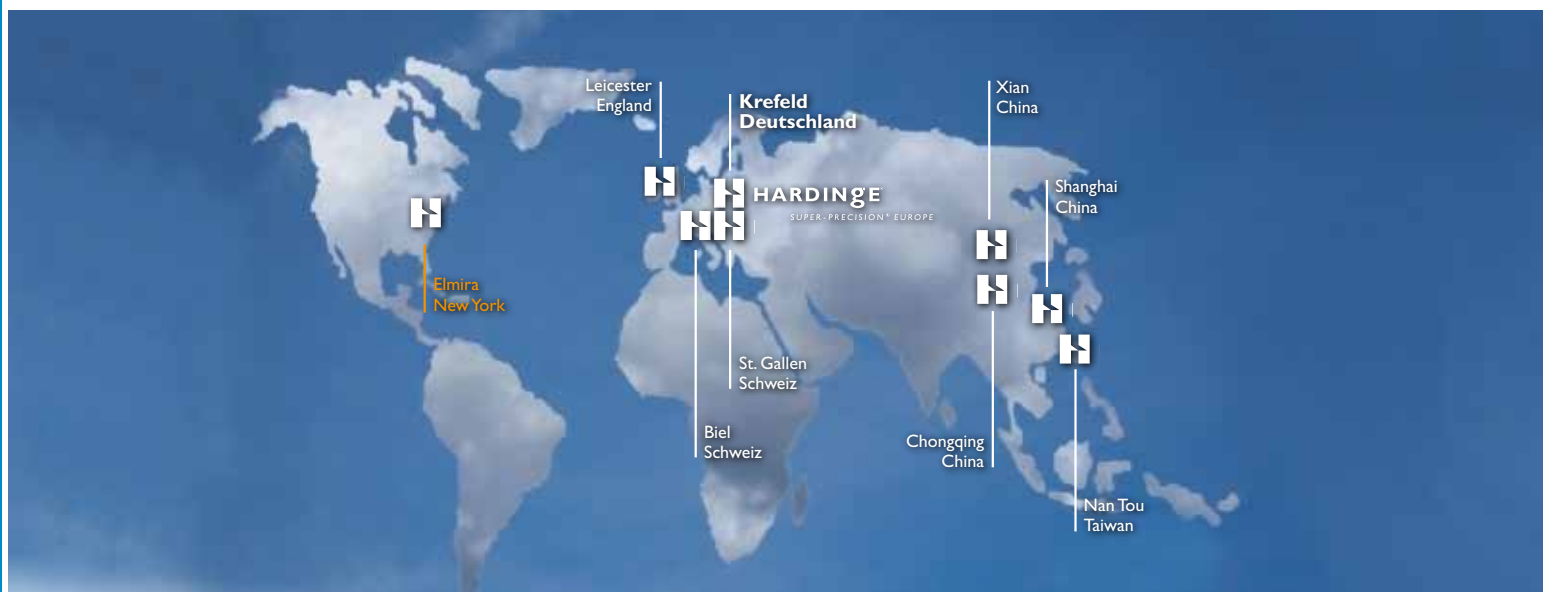 Leicester
England
Krefeld
Deutschland
Xian
China
Shanghai
China
HARDINGE
SUPER-PRECISION® EUROPE
Elmira
New York
St. Gallen
Schweiz
Biel
Schweiz
Chongqing
China
Nan Tou
Taiwan